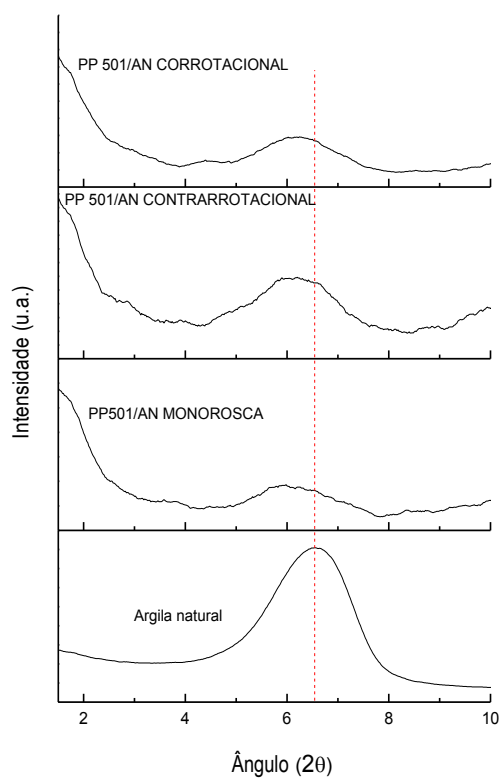 PP 501/AN CORROTACIONAL
PP 501/AN CONTRARROTACIONAL
PP501/AN MONOROSCA
Argila natural
Intensidade (u.a.)
2 4 6 8 10
Ângulo (2θ)